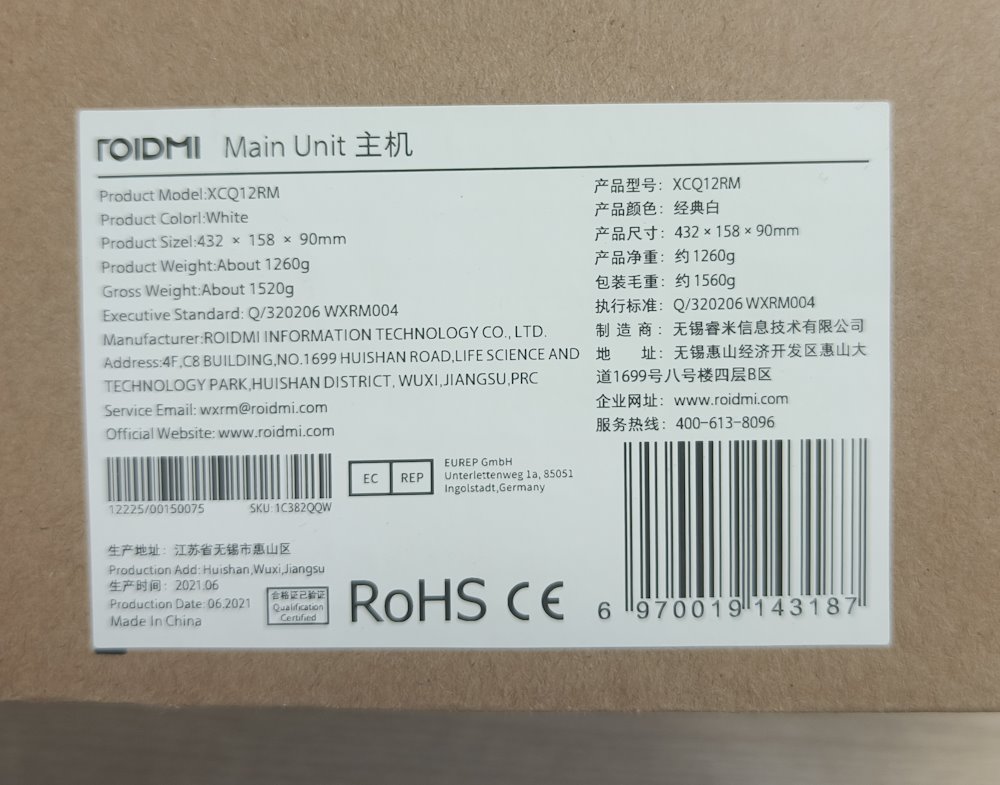 ROIDMI Main Unit 主机
Product Model:XCQ12RM
Product Colorl:White
Product Sizel:432 × 158 × 90mm
Product Weight:About 1260g
Gross Weight:About 1520g
Executive Standard: Q/320206 WXRM004
Manufacturer:ROIDMI INFORMATION TECHNOLOGY CO., LTD.
Address:4F,C8 BUILDING,NO.1699 HUISHAN ROAD,LIFE SCIENCE AND
TECHNOLOGY PARK,HUISHAN DISTRICT, WUXI,JIANGSU,PRC
Service Email: wxrm@roidmi.com
Official Website: www.roidmi.com
产品型号: XCQ12RM
产品颜色: 经典白
产品尺寸: 432 × 158 × 90mm
产品净重: 约 1260g
包装毛重: 约 1560g
执行标准: Q/320206 WXRM004
制 造 商: 无锡睿米信息技术有限公司
地 址: 无锡惠山经济开发区惠山大
道1699号八号楼四层B区
企业网址: www.roidmi.com
服务热线: 400-613-8096
12225/00150075 SKU 1C382QQW
EC REP
EUREP GmbH
Unterlettenweg 1a, 85051
Ingolstadt,Germany
生产地址: 江苏省无锡市惠山区
Production Add: Huishan,Wuxi,Jiangsu
生产时间: 2021.06
Production Date: 06.2021
Made In China
合格证已验证
Qualification
Certified
RoHS CE
6 970019 143187